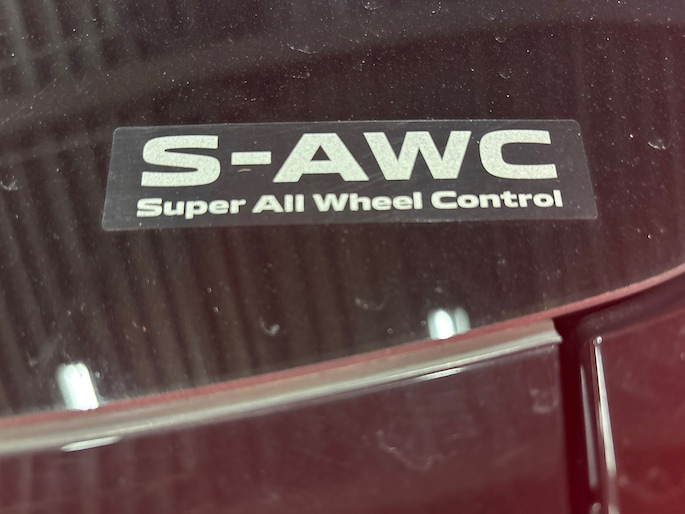 S-AWC
Super All Wheel Control